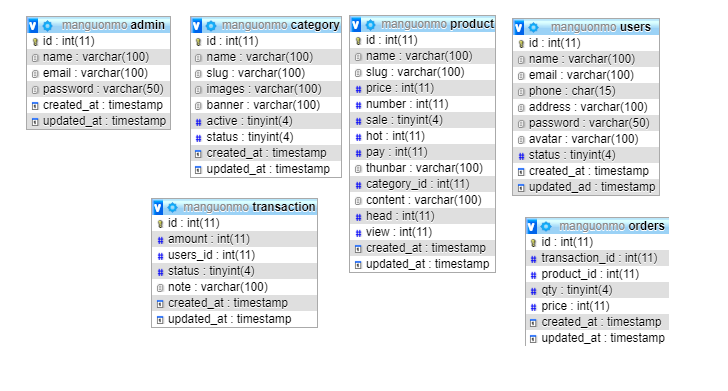 manguonmo admin
id : int(11)
name : varchar(100)
email : varchar(100)
password : varchar(50)
created_at : timestamp
updated_at : timestamp
manguonmo category
id : int(11)
name : varchar(100)
slug : varchar(100)
images : varchar(100)
banner : varchar(100)
active : tinyint(4)
status : tinyint(4)
created_at : timestamp
updated_at : timestamp
manguonmo product
id : int(11)
name : varchar(100)
slug : varchar(100)
price : int(11)
number : int(11)
sale : tinyint(4)
hot : int(11)
pay : int(11)
thunbar : varchar(100)
category_id : int(11)
content : varchar(100)
head : int(11)
view : int(11)
created_at : timestamp
updated_at : timestamp
manguonmo users
id : int(11)
name : varchar(100)
email : varchar(100)
phone : char(15)
address : varchar(100)
password : varchar(50)
avatar : varchar(100)
status : tinyint(4)
created_at : timestamp
updated_ad : timestamp
manguonmo transaction
id : int(11)
amount : int(11)
users_id : int(11)
status : tinyint(4)
note : varchar(100)
created_at : timestamp
updated_at : timestamp
manguonmo orders
id : int(11)
transaction_id : int(11)
product_id : int(11)
qty : tinyint(4)
price : int(11)
created_at : timestamp
updated_at : timestamp